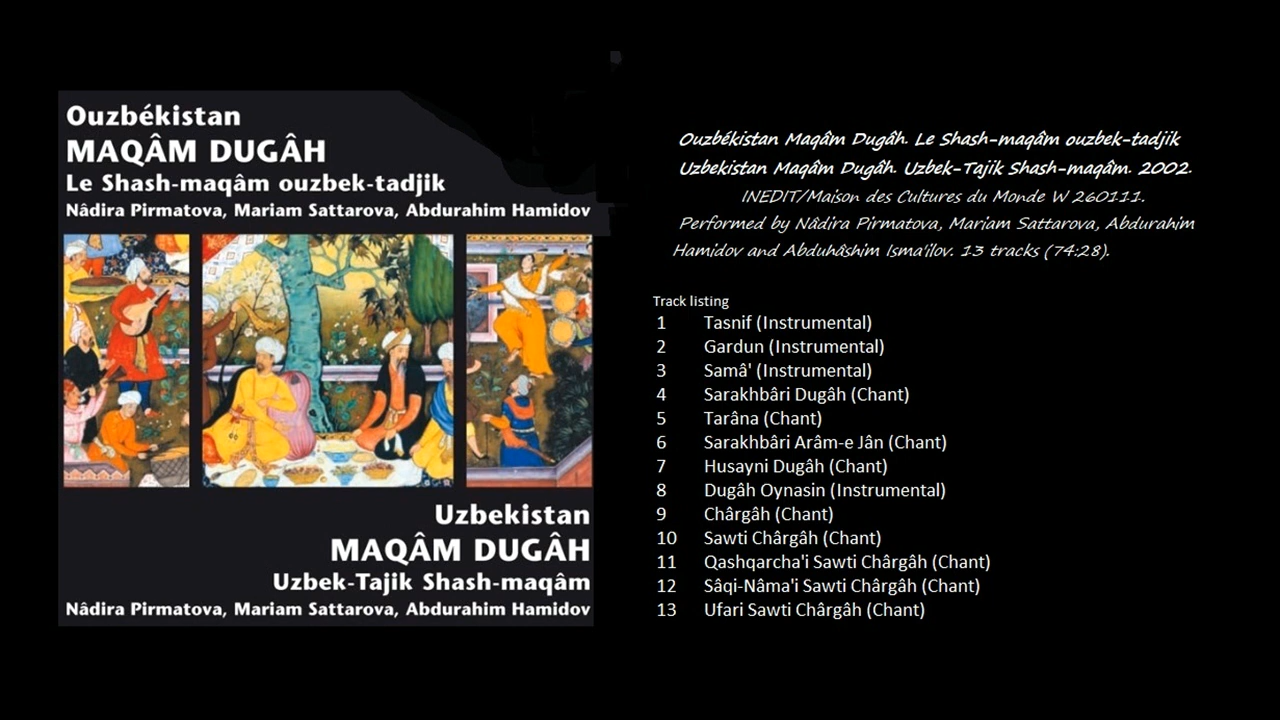 Ouzbékistan
MAQÂM DUGÂH
Le Shash-maqâm ouzbek-tadjik
Nâdira Pirmatova, Mariam Sattarova, Abdurahim Hamidov
Uzbekistan
MAQÂM DUGÂH
Uzbek-Tajik Shash-maqâm
Nâdira Pirmatova, Mariam Sattarova, Abdurahim Hamidov
Ouzbékistan Maqâm Dugâh. Le Shash-maqâm ouzbek-tadjik
Uzbekistan Maqâm Dugâh. Uzbek-Tajik Shash-maqâm. 2002.
INEDIT/Maison des Cultures du Monde W 260111.
Performed by Nâdira Pirmatova, Mariam Sattarova, Abdurahim
Hamidov and Abduhâshim Isma'ilov. 13 tracks (74:28).
Track listing
1 Tasnif (Instrumental)
2 Gardun (Instrumental)
3 Samâ' (Instrumental)
4 Sarakhbâri Dugâh (Chant)
5 Tarâna (Chant)
6 Sarakhbâri Arâm-e Jân (Chant)
7 Husayni Dugâh (Chant)
8 Dugâh Oynasin (Instrumental)
9 Chârgâh (Chant)
10 Sawti Chârgâh (Chant)
11 Qashqarcha'i Sawti Chârgâh (Chant)
12 Sâqi-Nâma'i Sawti Chârgâh (Chant)
13 Ufari Sawti Chârgâh (Chant)